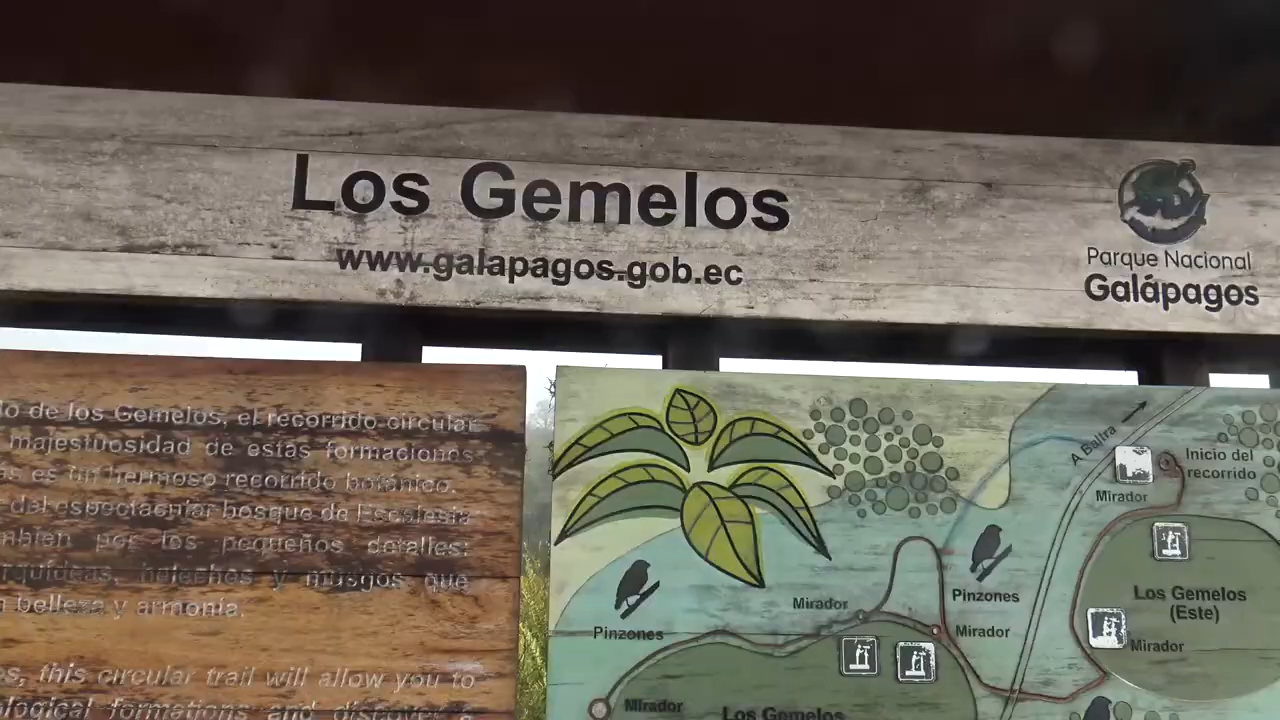 Los Gemelos
www.galapagos.gob.ec
Parque Nacional
Galápagos
de los Gemelos, el recorrido circular
majestuosidad de estas formaciones
es un hermoso recorrido botánico.
del espectacular bosque de Escalesia
por los pequeños detalles:
helechos y musgos que
belleza y armonía.
this circular trail will allow you to
formations and discover a
A Baltra
Inicio del
recorrido
Mirador
Pinzones
Los Gemelos
(Este)
Mirador
Pinzones
Mirador
Mirador
Mirador
Los Gemelos